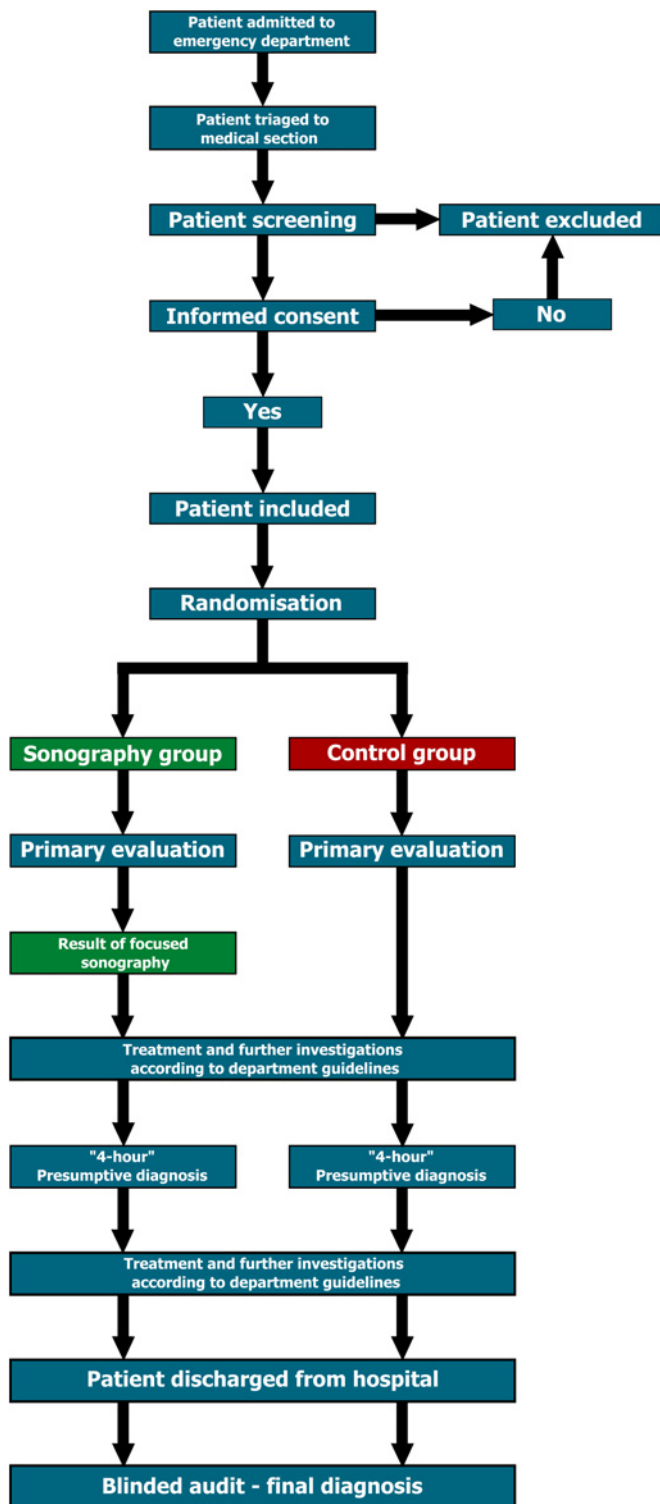 Patient admitted to
emergency department
Patient triaged to
medical section
Patient screening
Patient excluded
Informed consent
No
Yes
Patient included
Randomisation
Sonography group
Control group
Primary evaluation
Primary evaluation
Result of focused
sonography
Treatment and further investigations
according to department guidelines
"4-hour"
Presumptive diagnosis
"4-hour"
Presumptive diagnosis
Treatment and further investigations
according to department guidelines
Patient discharged from hospital
Blinded audit - final diagnosis